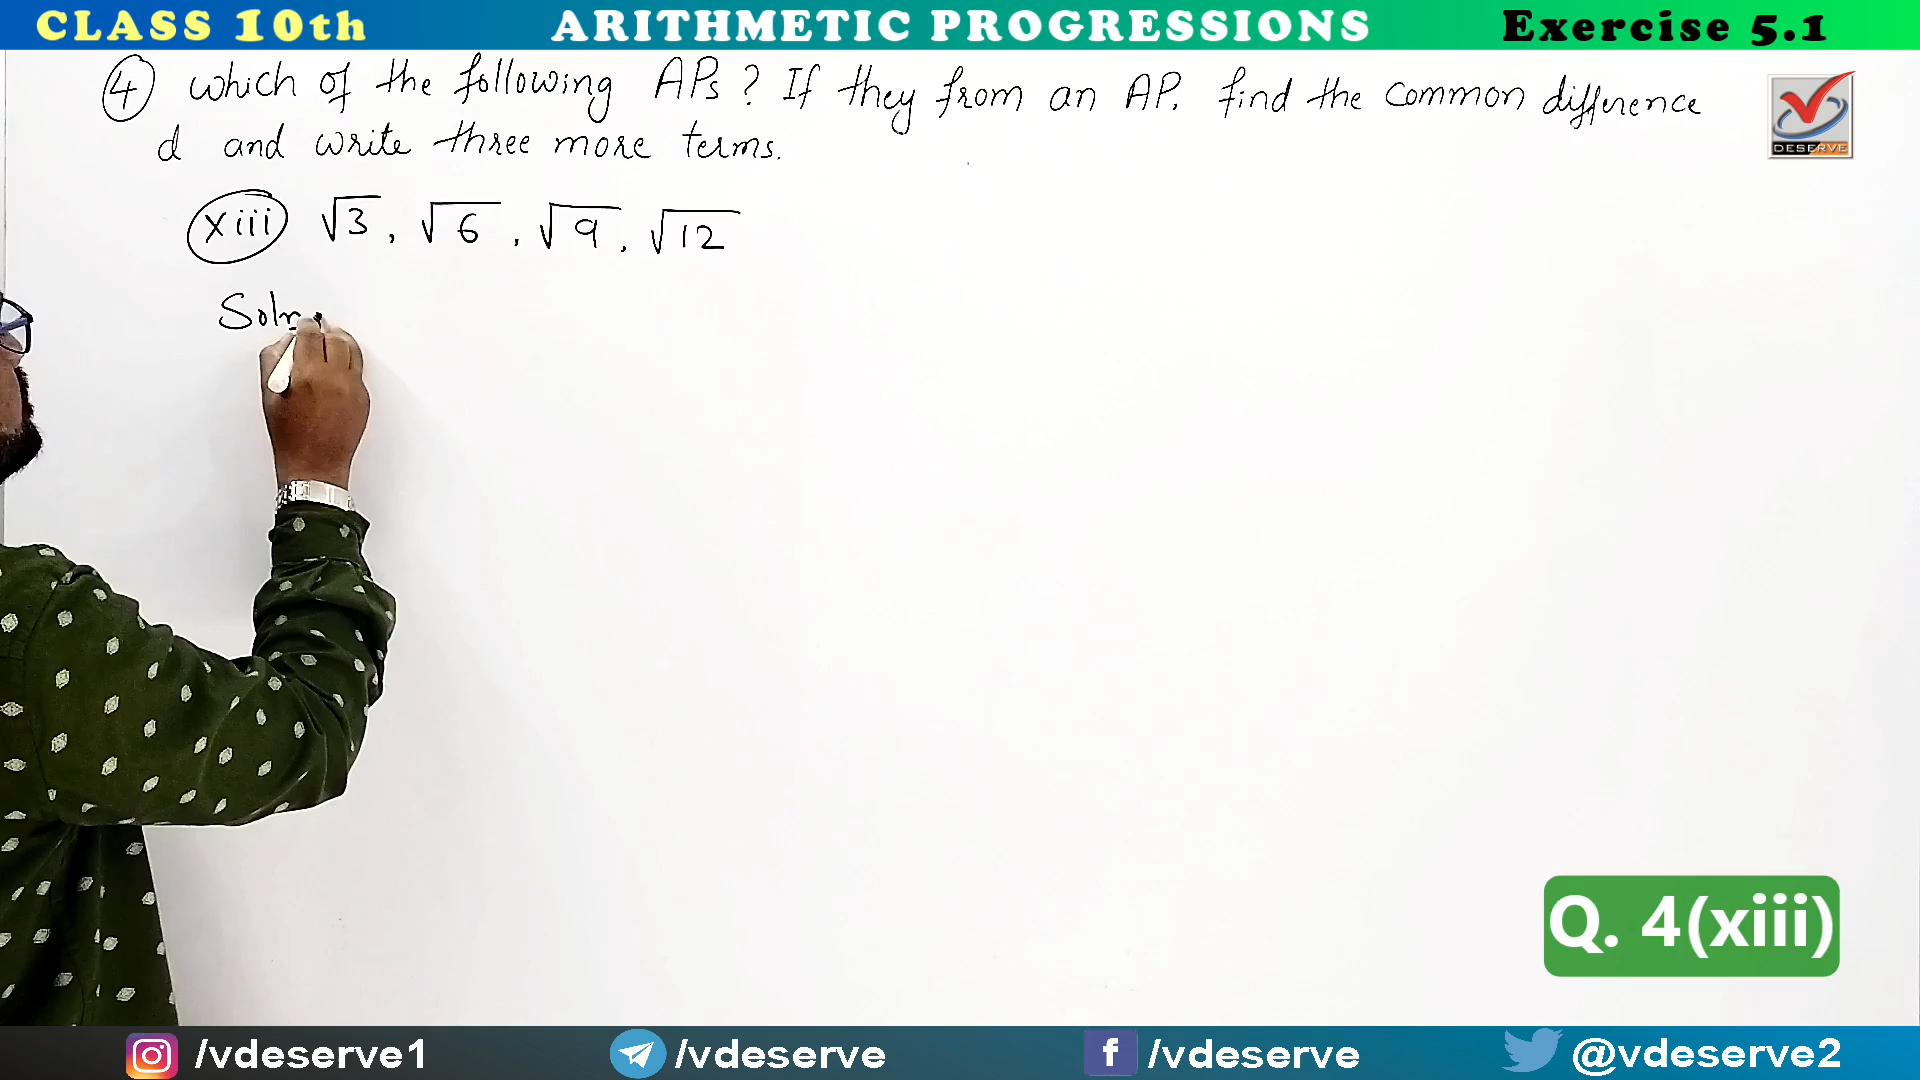 CLASS 10th ARITHMETIC PROGRESSIONS Exercise 5.1
④ which of the following APs ? If they from an AP. find the common difference
d and write three more terms.
DESERVE
xiii √3, √6, √9, √12
Soln
Q. 4(xiii)
/vdeserve1 /vdeserve /vdeserve @vdeserve2